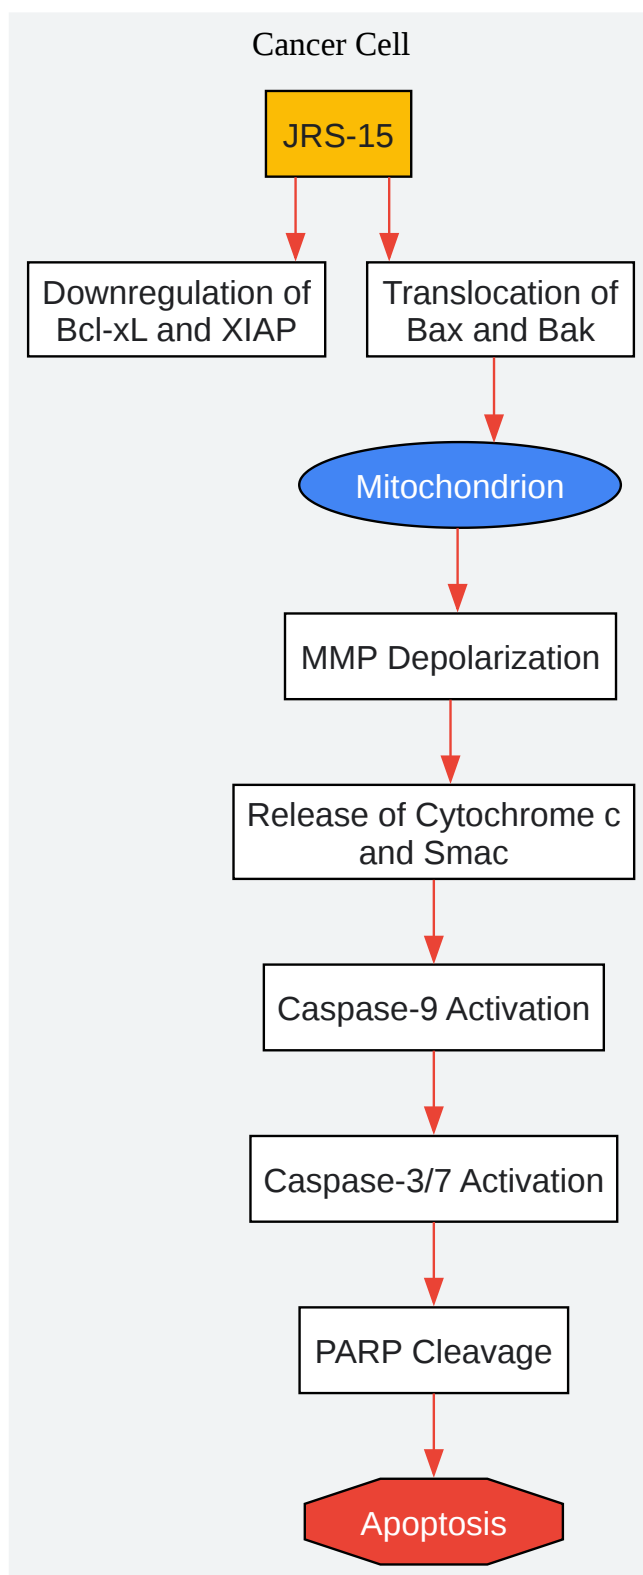 Cancer Cell
JRS-15
Downregulation of
Bcl-xL and XIAP
Translocation of
Bax and Bak
Mitochondrion
MMP Depolarization
Release of Cytochrome c
and Smac
Caspase-9 Activation
Caspase-3/7 Activation
PARP Cleavage
Apoptosis